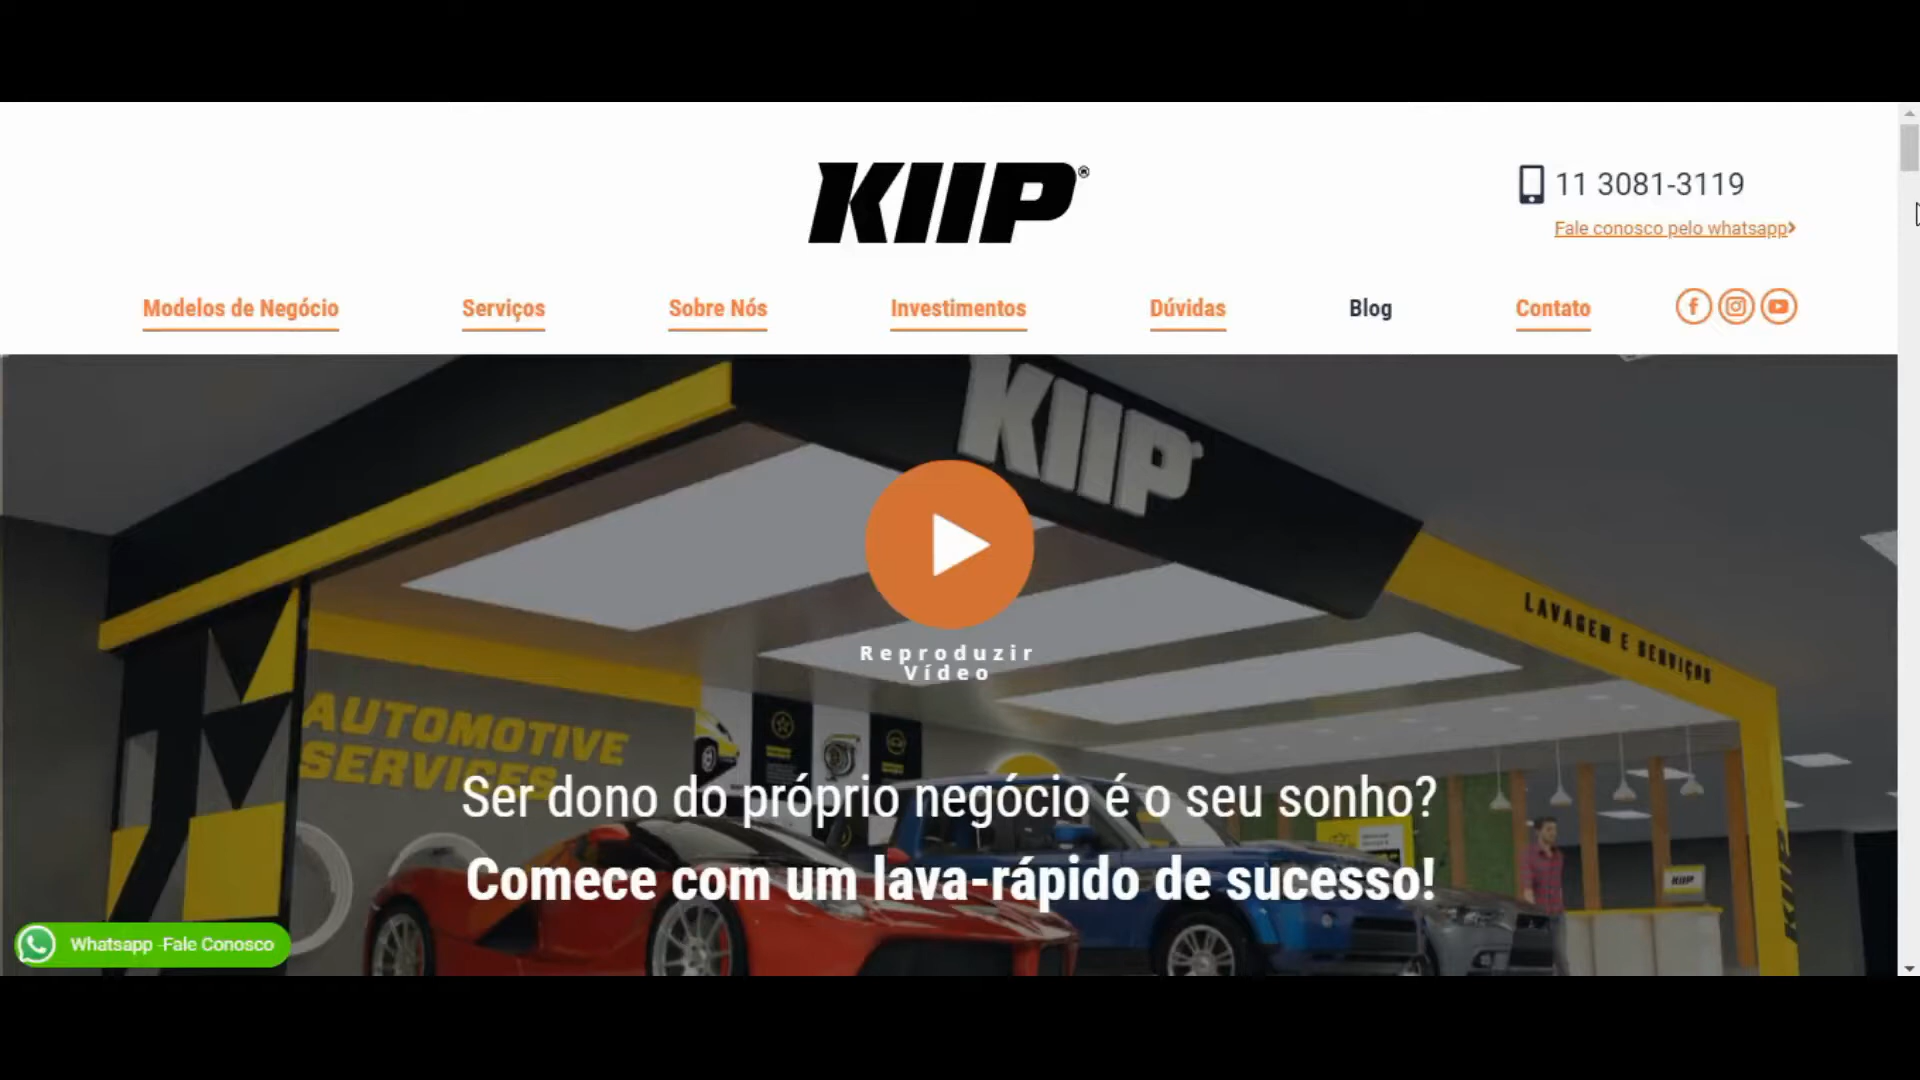 KIIP®
11 3081-3119
Fale conosco pelo whatsapp
Modelos de Negócio
Serviços
Sobre Nós
Investimentos
Dúvidas
Blog
Contato
KIIP
LAVAGEM E SERVIÇOS
Reproduzir
Vídeo
AUTOMOTIVE
SERVICES
Ser dono do próprio negócio é o seu sonho?
Comece com um lava-rápido de sucesso!
KIIP
Whatsapp -Fale Conosco